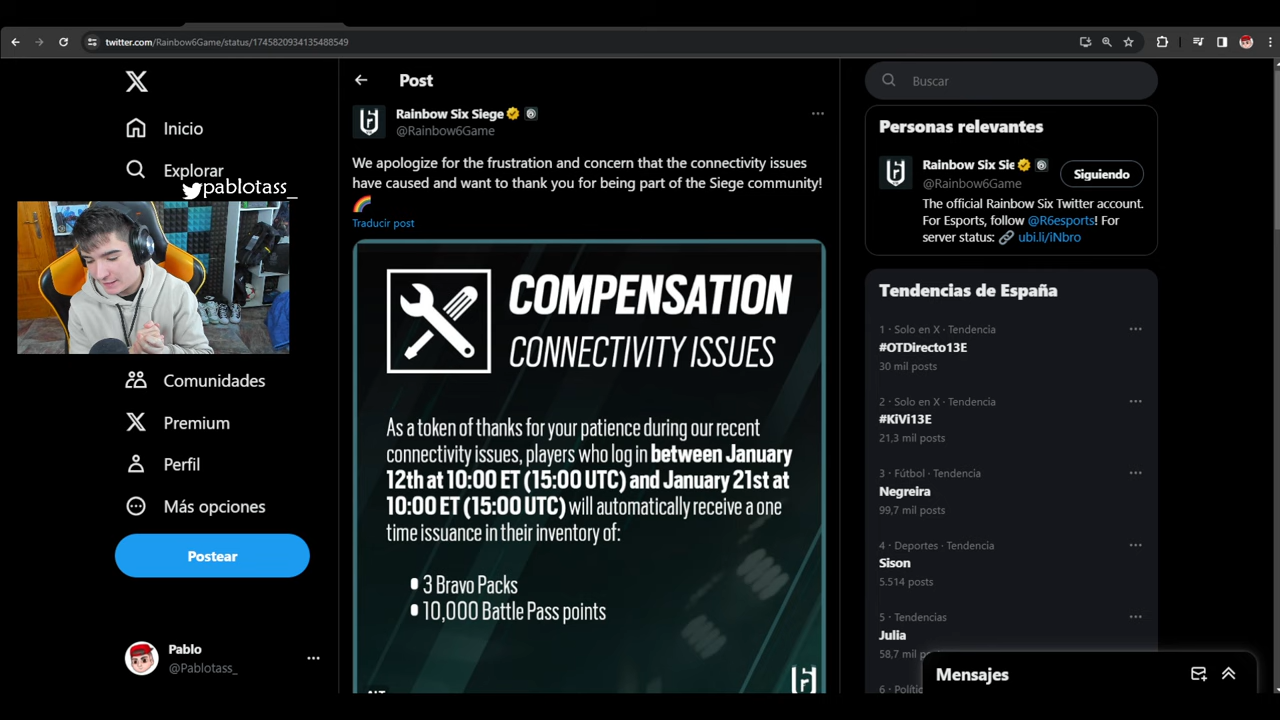 twitter.com/Rainbow6Game/status/1745820934135488549
Inicio
Explorar
pablotass_
Comunidades
Premium
Perfil
Más opciones
Postear
Pablo
@Pablotass_
Post
Rainbow Six Siege
@Rainbow6Game
We apologize for the frustration and concern that the connectivity issues
have caused and want to thank you for being part of the Siege community!
Traducir post
COMPENSATION
CONNECTIVITY ISSUES
As a token of thanks for your patience during our recent
connectivity issues, players who log in between January
12th at 10:00 ET (15:00 UTC) and January 21st at
10:00 ET (15:00 UTC) will automatically receive a one
time issuance in their inventory of:
3 Bravo Packs
10,000 Battle Pass points
Buscar
Personas relevantes
Rainbow Six Sie
@Rainbow6Game
Siguiendo
The official Rainbow Six Twitter account.
For Esports, follow @R6esports! For
server status: ubi.li/iNbro
Tendencias de España
1 · Solo en X · Tendencia
#OTDirecto13E
30 mil posts
2 · Solo en X · Tendencia
#KiVi13E
21,3 mil posts
3 · Fútbol · Tendencia
Negreira
99,7 mil posts
4 · Deportes · Tendencia
Sison
5.514 posts
5 · Tendencias
Julia
58,7 mil
Mensajes